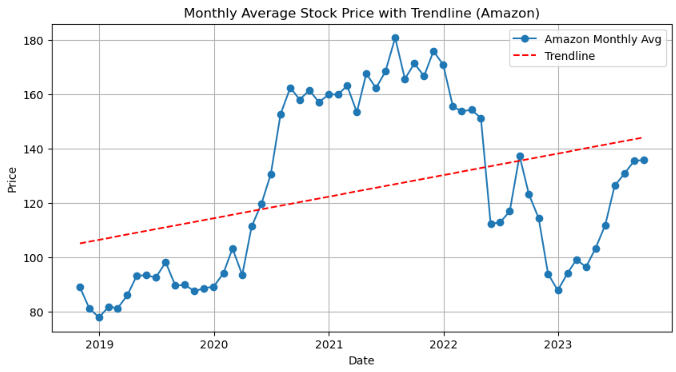 Monthly Average Stock Price with Trendline (Amazon)
Amazon Monthly Avg
Trendline
180
160
140
120
100
80
Price
2019 2020 2021 2022 2023
Date